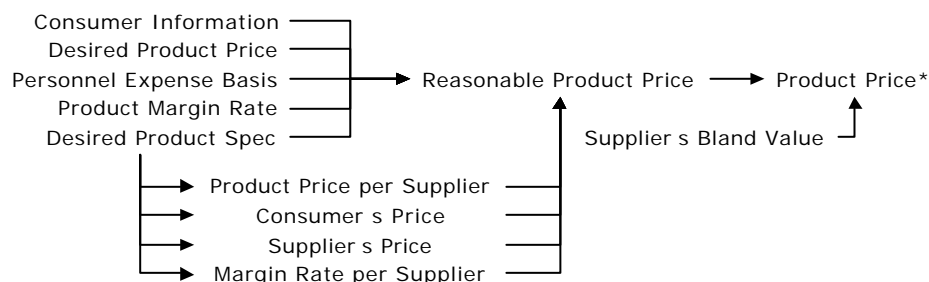 Consumer Information
Desired Product Price
Personnel Expense Basis
Product Margin Rate
Desired Product Spec
Reasonable Product Price
Product Price*
Supplier s Bland Value
Product Price per Supplier
Consumer s Price
Supplier s Price
Margin Rate per Supplier